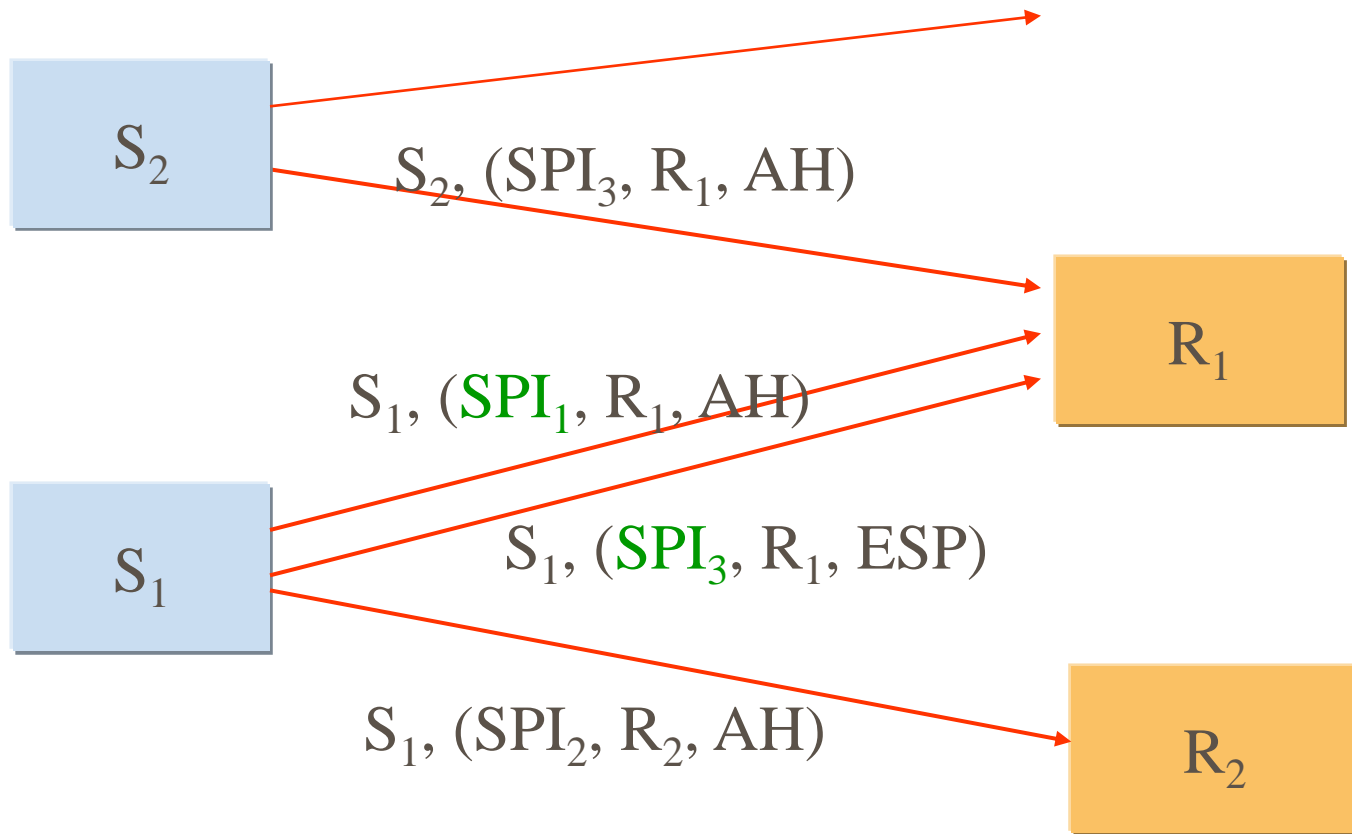 S₂
S₂, (SPI₃, R₁, AH)
R₁
S₁, (SPI₁, R₁, AH)
S₁, (SPI₃, R₁, ESP)
S₁
S₁, (SPI₂, R₂, AH)
R₂